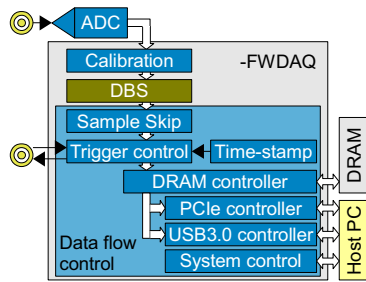 ADC
-FWDAQ
Calibration
DBS
Sample Skip
Trigger control
Time-stamp
DRAM controller
DRAM
PCIe controller
USB3.0 controller
Host PC
Data flow
control
System control